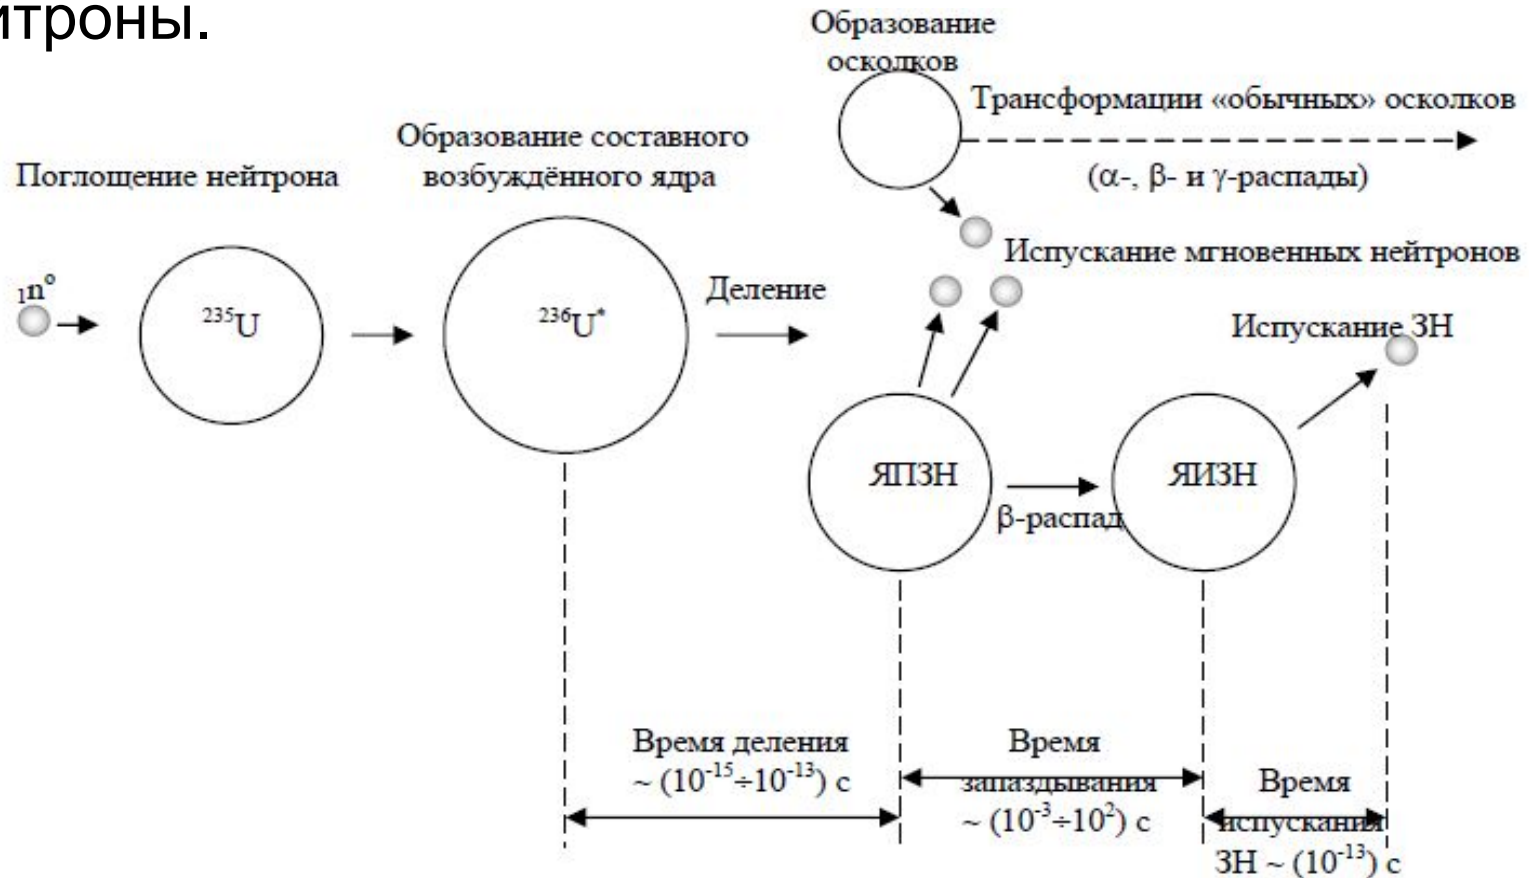 йтроны.
Образование
осколков
Трансформации «обычных» осколков
(α-, β- и γ-распады)
Образование составного
возбуждённого ядра
Поглощение нейтрона
Испускание мгновенных нейтронов
₁n⁰
²³⁵U
²³⁶U*
Деление
Испускание ЗН
ЯПЗН
β-распад
ЯИЗН
Время деления
~ (10⁻¹⁵÷10⁻¹³) с
Время
запаздывания
~ (10⁻³÷10²) с
Время
испускания
ЗН ~ (10⁻¹³) с